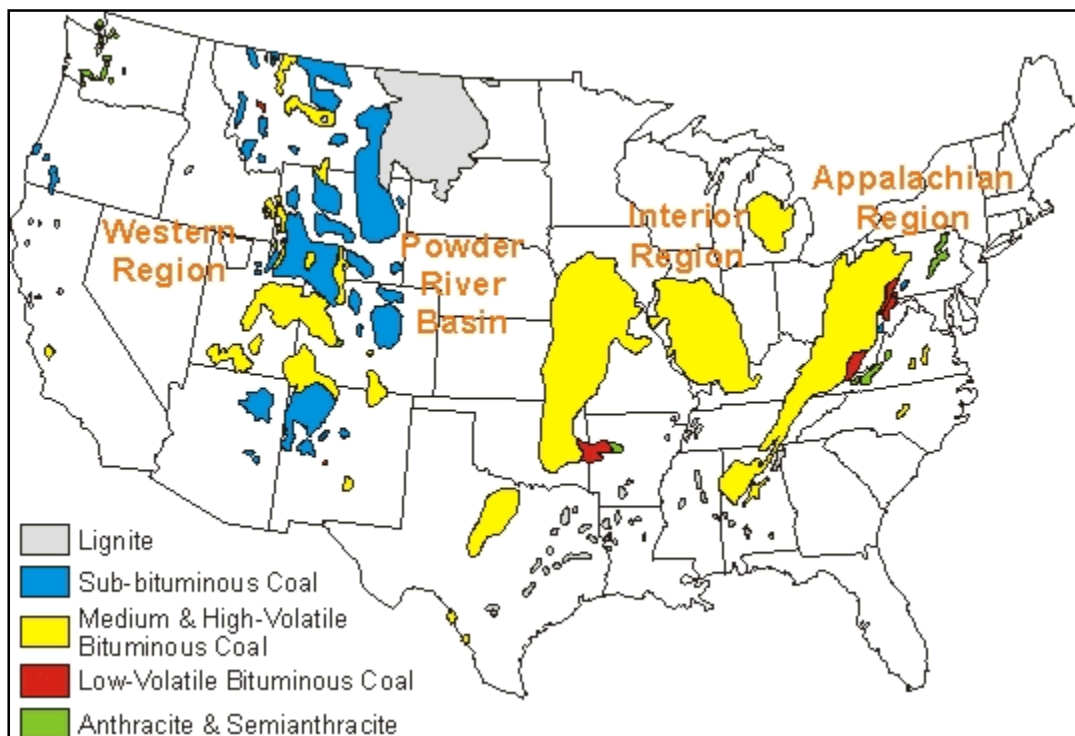 Appalachian
Region
Interior
Region
Western
Region
Powder
River
Basin
Lignite
Sub-bituminous Coal
Medium & High-Volatile
Bituminous Coal
Low-Volatile Bituminous Coal
Anthracite & Semianthracite